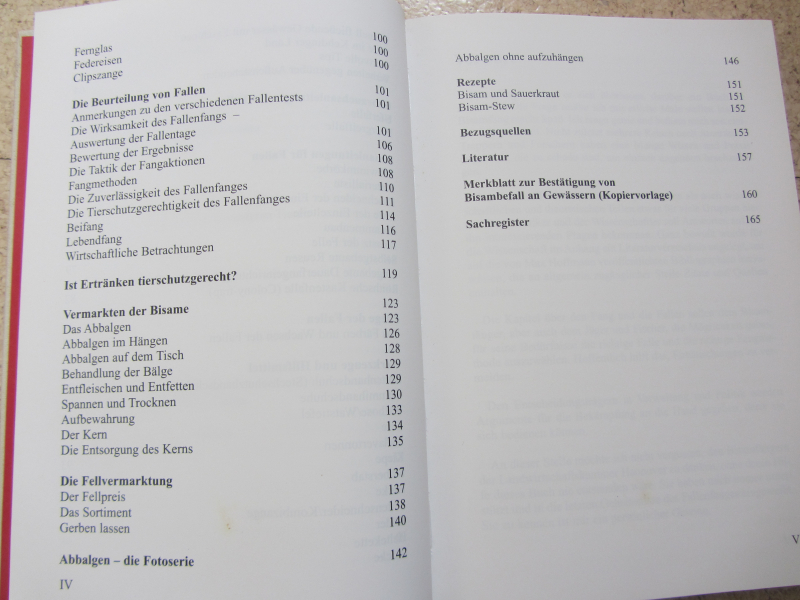 Fernglas 100
Federeisen 100
Clipszange 100
Die Beurteilung von Fallen 101
Anmerkungen zu den verschiedenen Fallentests 101
Die Wirksamkeit des Fallenfangs –
Auswertung der Fallentage 101
Bewertung der Ergebnisse 106
Die Taktik der Fangaktionen 108
Fangmethoden 108
Die Zuverlässigkeit des Fallenfanges 110
Die Tierschutzgerechtigkeit des Fallenfanges 111
Beifang 114
Lebendfang 116
Wirtschaftliche Betrachtungen 117
Ist Ertränken tierschutzgerecht? 119
Vermarkten der Bisame 123
Das Abbalgen 123
Abbalgen im Hängen 126
Abbalgen auf dem Tisch 128
Behandlung der Bälge 129
Entfleischen und Entfetten 129
Spannen und Trocknen 130
Aufbewahrung 133
Der Kern 134
Die Entsorgung des Kerns 135
Die Fellvermarktung 137
Der Fellpreis 137
Das Sortiment 138
Gerben lassen 140
Abbalgen – die Fotoserie 142
IV
Abbalgen ohne aufzuhängen 146
Rezepte 151
Bisam und Sauerkraut 151
Bisam-Stew 152
Bezugsquellen 153
Literatur 157
Merkblatt zur Bestätigung von
Bisambefall an Gewässern (Kopiervorlage) 160
Sachregister 165
V